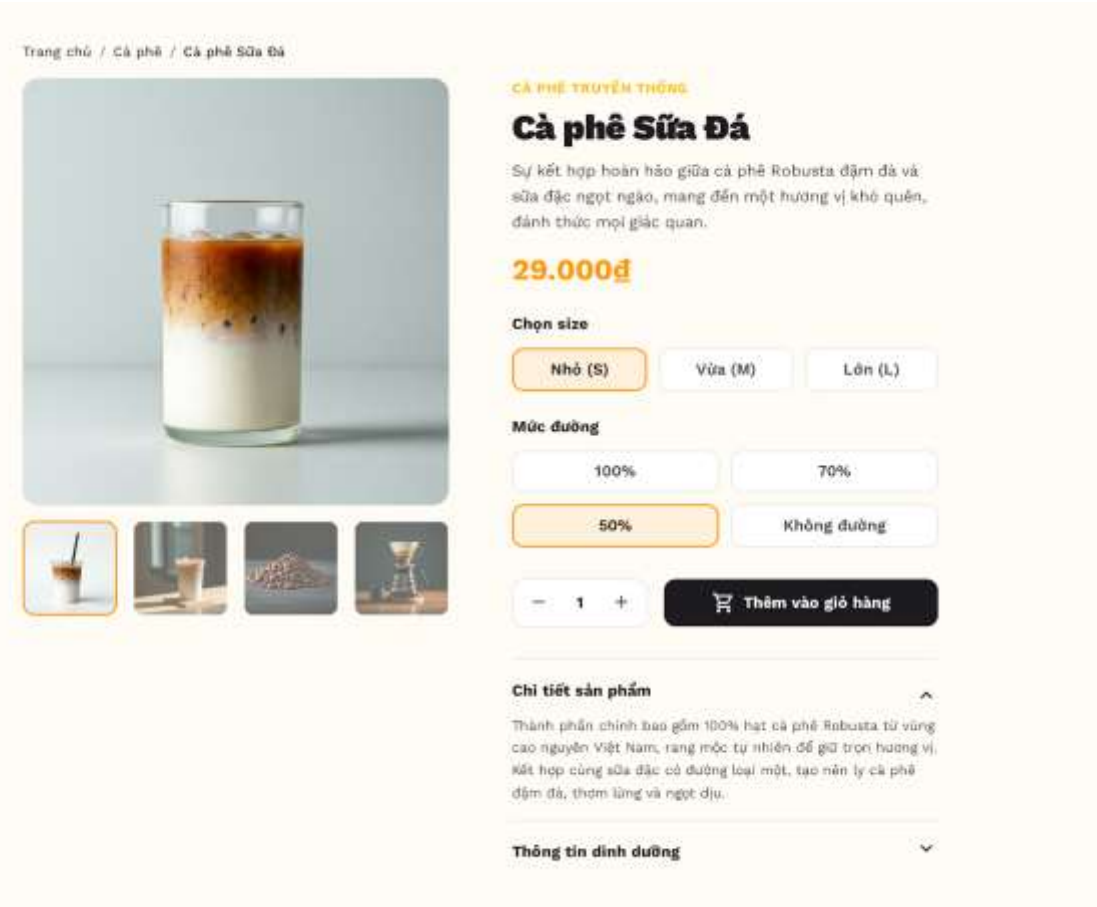 Trang chủ / Cà phê / Cà phê Sữa Đá
CÀ PHÊ TRUYỀN THỐNG
Cà phê Sữa Đá
Sự kết hợp hoàn hảo giữa cà phê Robusta đậm đà và
sữa đặc ngọt ngào, mang đến một hương vị khó quên,
đánh thức mọi giác quan.
29.000₫
Chọn size
Nhỏ (S)
Vừa (M)
Lớn (L)
Mức đường
100%
70%
50%
Không đường
− 1 +
Thêm vào giỏ hàng
Chi tiết sản phẩm
Thành phần chính bao gồm 100% hạt cà phê Robusta từ vùng
cao nguyên Việt Nam, rang mộc tự nhiên để giữ trọn hương vị.
Kết hợp cùng sữa đặc có đường loại một, tạo nên ly cà phê
đậm đà, thơm lừng và ngọt dịu.
Thông tin dinh dưỡng